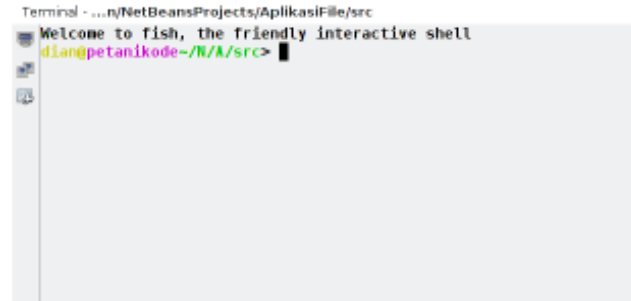 Terminal - ...n/NetBeansProjects/AplikasiFile/src
Welcome to fish, the friendly interactive shell
dian@petanikode~/N/A/src>